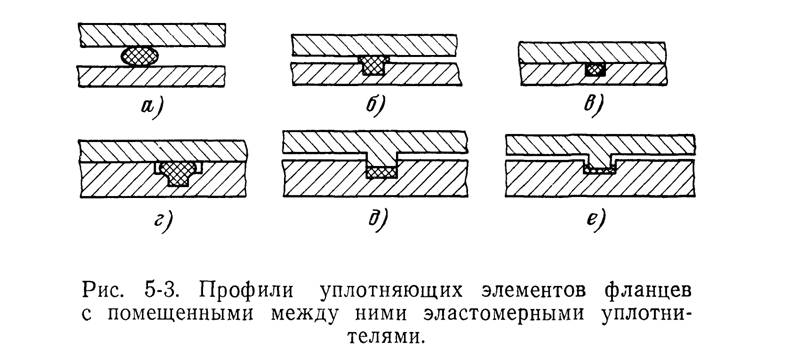 а) б) в)
г) д) е)
Рис. 5-3. Профили уплотняющих элементов фланцев
с помещенными между ними эластомерными уплотни-
телями.